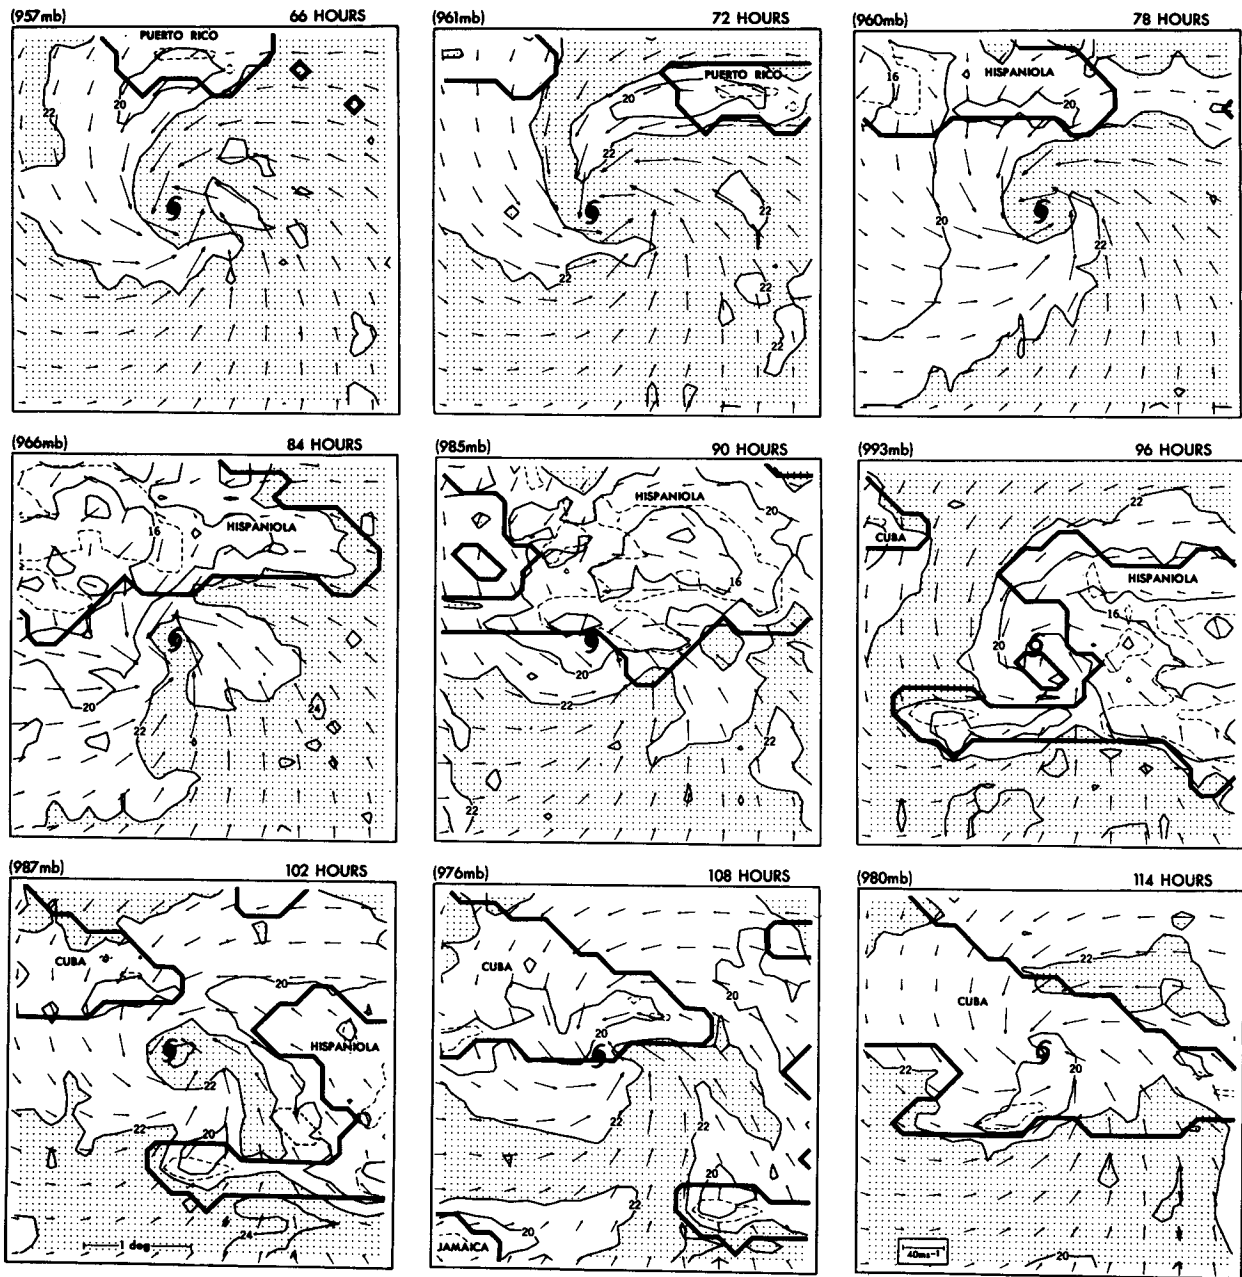 (957mb) 66 HOURS
PUERTO RICO
20
22
(961mb) 72 HOURS
PUERTO RICO
20
22
22
22
22
22
(960mb) 78 HOURS
16
HISPANIOLA
20
20
22
(966mb) 84 HOURS
16
HISPANIOLA
20
24
22
(985mb) 90 HOURS
HISPANIOLA
20
16
20
22
22
22
(993mb) 96 HOURS
22
CUBA
HISPANIOLA
16
20
(987mb) 102 HOURS
CUBA
20
HISPANIOLA
22
22
20
24
1 deg
(976mb) 108 HOURS
CUBA
20
20
22
20
22
20
JAMAICA
(980mb) 114 HOURS
22
CUBA
22
20
40ms-1
20